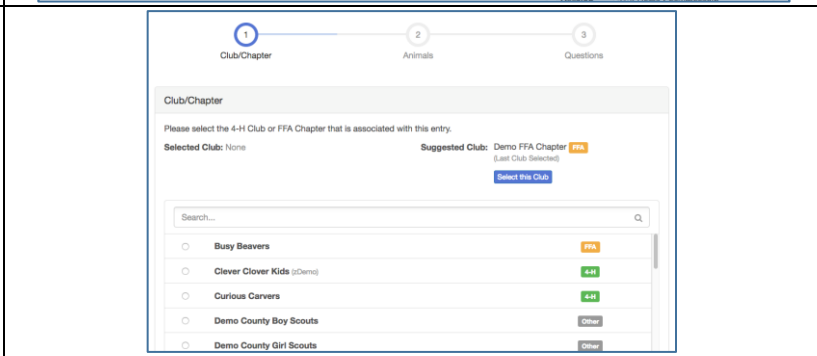 1 2 3
Club/Chapter Animals Questions
Club/Chapter
Please select the 4-H Club or FFA Chapter that is associated with this entry.
Selected Club: None Suggested Club: Demo FFA Chapter FFA
(Last Club Selected)
Select this Club
Search...
Busy Beavers FFA
Clever Clover Kids (zDemo) 4-H
Curious Carvers 4-H
Demo County Boy Scouts Other
Demo County Girl Scouts Other